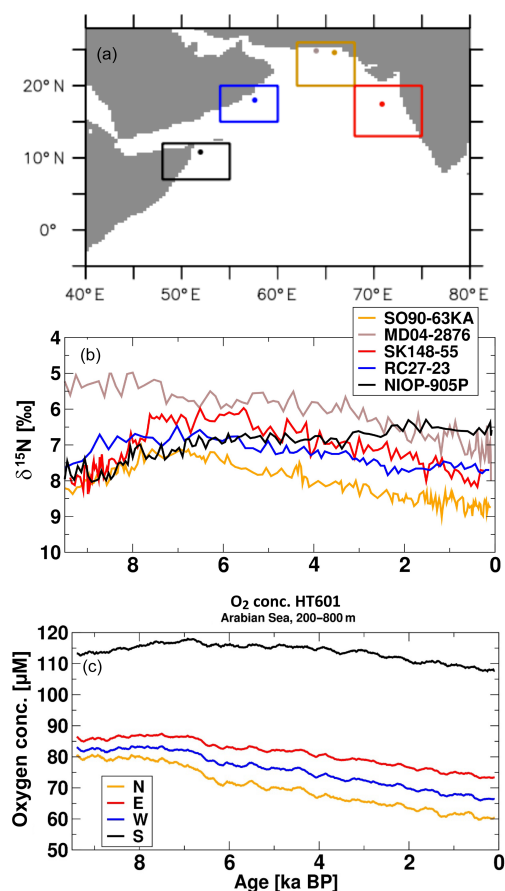 (a)
20°N
10°N
0°
40°E 50°E 60°E 70°E 80°E
SO90-63KA
MD04-2876
SK148-55
RC27-23
NIOP-905P
(b)
4
5
6
7
8
9
10
δ¹⁵N [‰]
8 6 4 2 0
O₂ conc. HT601
Arabian Sea, 200–800 m
(c)
120
110
100
90
80
70
60
50
Oxygen conc. [µM]
N
E
W
S
8 6 4 2 0
Age [ka BP]